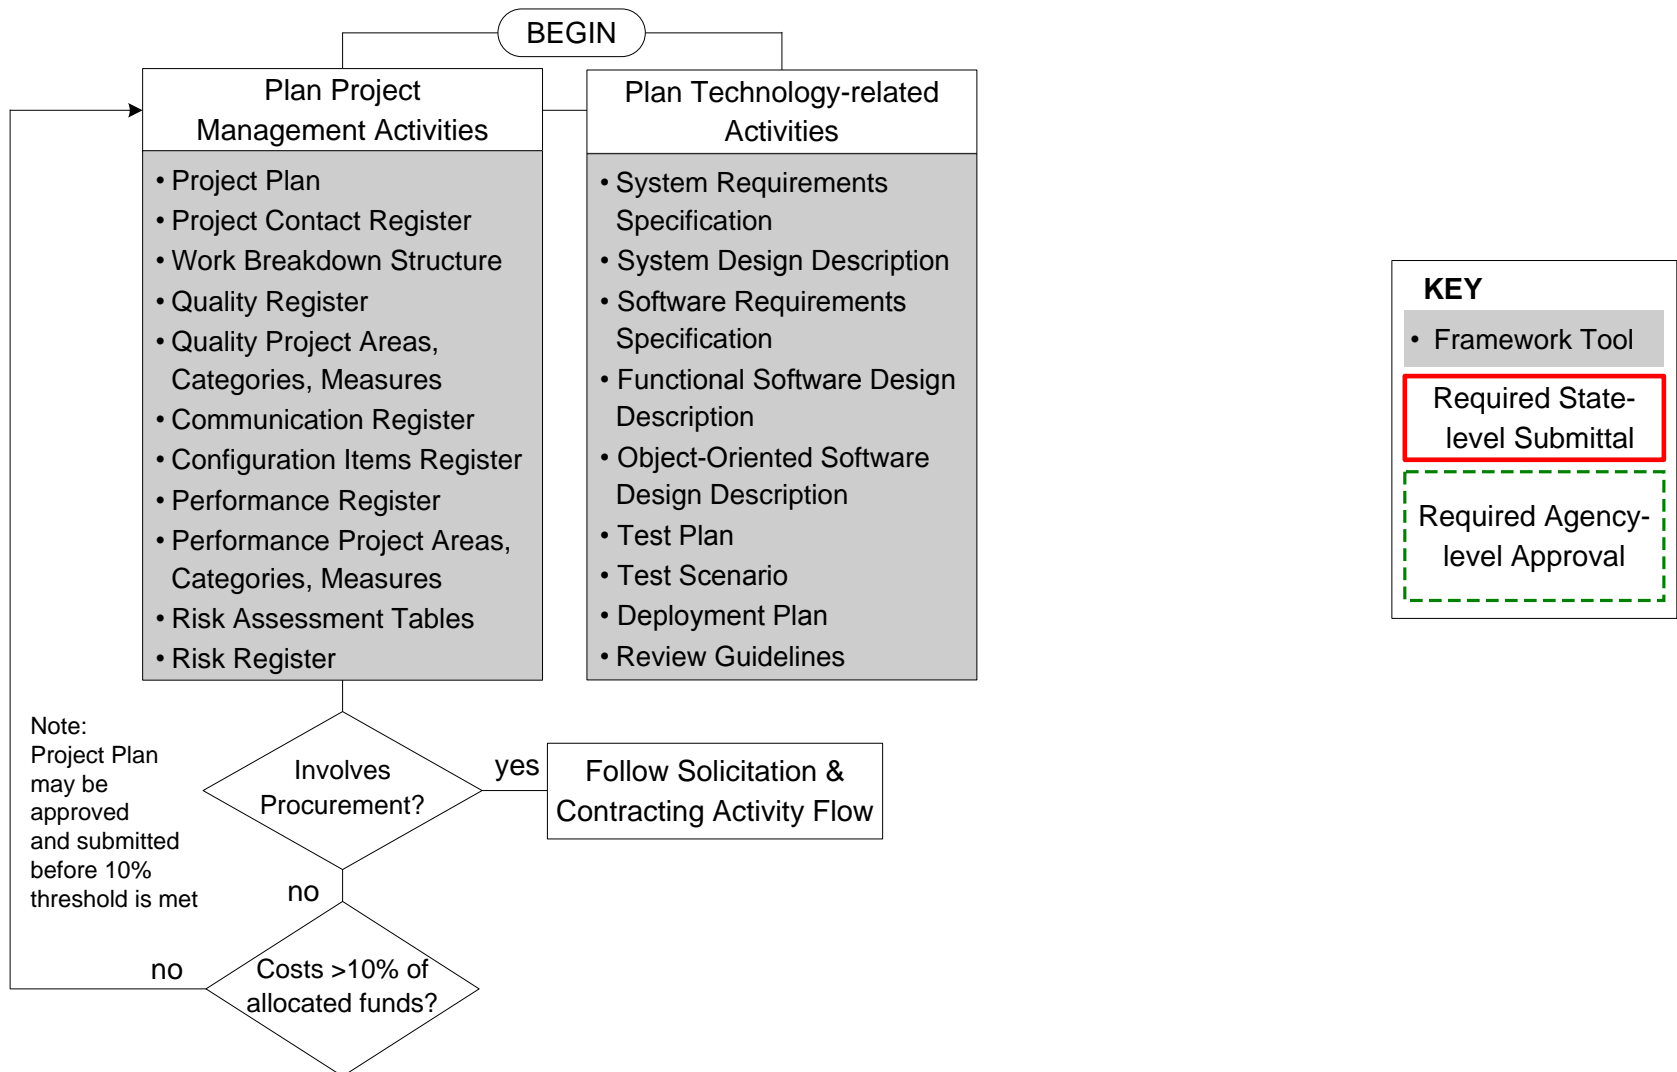 BEGIN
Plan Project
Management Activities
• Project Plan
• Project Contact Register
• Work Breakdown Structure
• Quality Register
• Quality Project Areas,
Categories, Measures
• Communication Register
• Configuration Items Register
• Performance Register
• Performance Project Areas,
Categories, Measures
• Risk Assessment Tables
• Risk Register
Plan Technology-related
Activities
• System Requirements
Specification
• System Design Description
• Software Requirements
Specification
• Functional Software Design
Description
• Object-Oriented Software
Design Description
• Test Plan
• Test Scenario
• Deployment Plan
• Review Guidelines
KEY
• Framework Tool
Required State-
level Submittal
Required Agency-
level Approval
Note:
Project Plan
may be
approved
and submitted
before 10%
threshold is met
Involves
Procurement?
yes
Follow Solicitation &
Contracting Activity Flow
no
Costs >10% of
allocated funds?
no